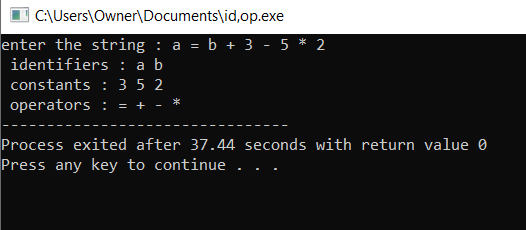 C:\Users\Owner\Documents\id,op.exe
enter the string : a = b + 3 - 5 * 2
 identifiers : a b
 constants : 3 5 2
 operators : = + - *
--------------------------------
Process exited after 37.44 seconds with return value 0
Press any key to continue . . .